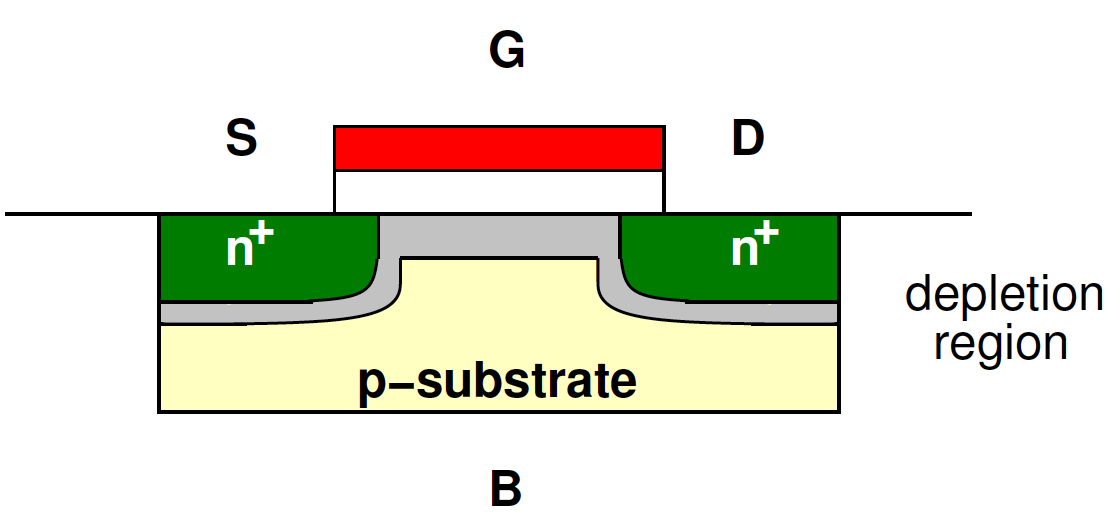 G
S
D
n+
n+
depletion
region
p−substrate
B